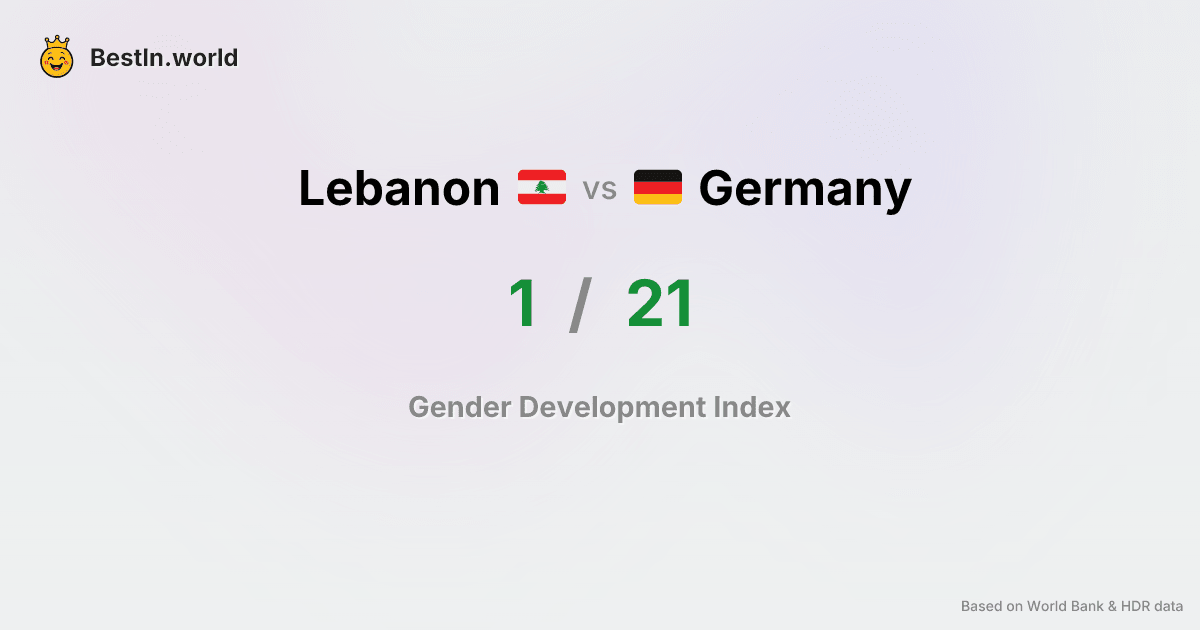 BestIn.world
Lebanon vs Germany
1 / 21
Gender Development Index
Based on World Bank & HDR data